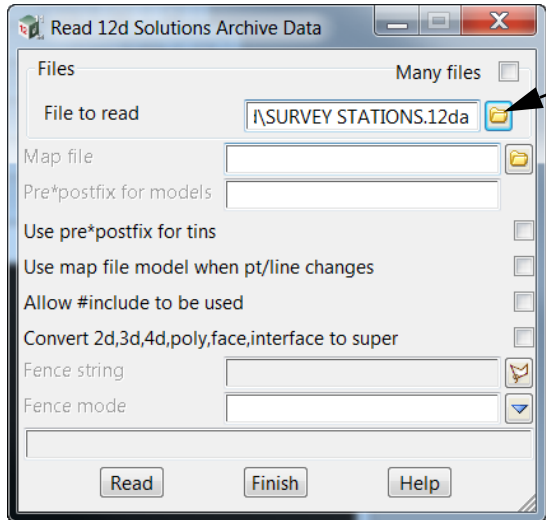 Read 12d Solutions Archive Data
Files
Many files
File to read
\SURVEY STATIONS.12da
Map file
Pre*postfix for models
Use pre*postfix for tins
Use map file model when pt/line changes
Allow #include to be used
Convert 2d,3d,4d,poly,face,interface to super
Fence string
Fence mode
Read Finish Help